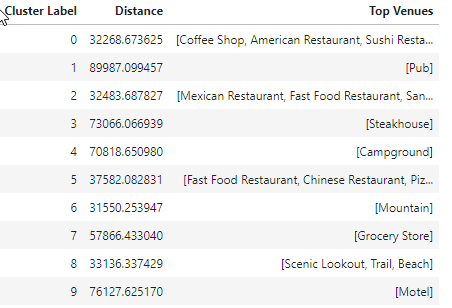 Cluster Label Distance Top Venues
0 32268.673625 [Coffee Shop, American Restaurant, Sushi Resta...
1 89987.099457 [Pub]
2 32483.687827 [Mexican Restaurant, Fast Food Restaurant, San...
3 73066.066939 [Steakhouse]
4 70818.650980 [Campground]
5 37582.082831 [Fast Food Restaurant, Chinese Restaurant, Piz...
6 31550.253947 [Mountain]
7 57866.433040 [Grocery Store]
8 33136.337429 [Scenic Lookout, Trail, Beach]
9 76127.625170 [Motel]